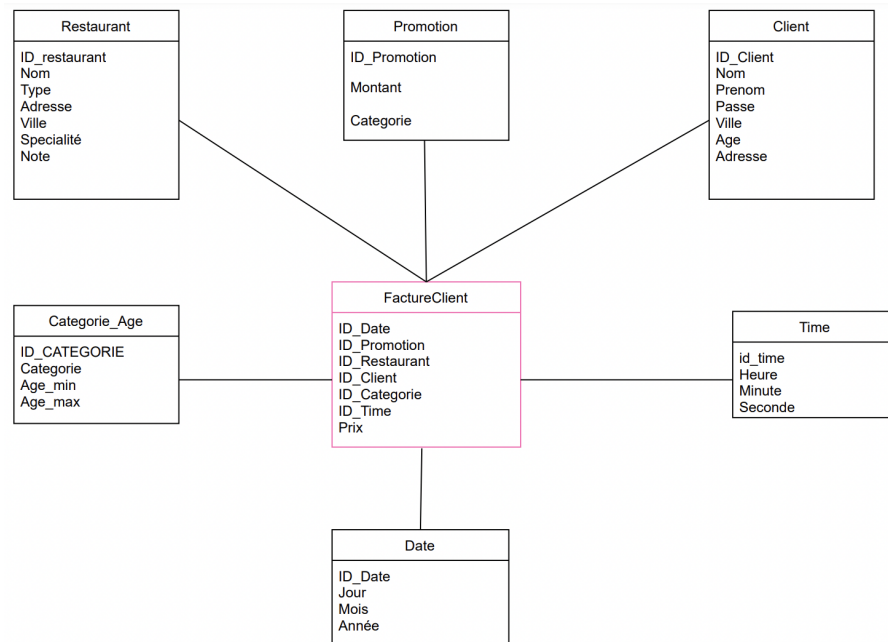 Restaurant
ID_restaurant
Nom
Type
Adresse
Ville
Specialité
Note
Promotion
ID_Promotion
Montant
Categorie
Client
ID_Client
Nom
Prenom
Passe
Ville
Age
Adresse
Categorie_Age
ID_CATEGORIE
Categorie
Age_min
Age_max
FactureClient
ID_Date
ID_Promotion
ID_Restaurant
ID_Client
ID_Categorie
ID_Time
Prix
Time
id_time
Heure
Minute
Seconde
Date
ID_Date
Jour
Mois
Année